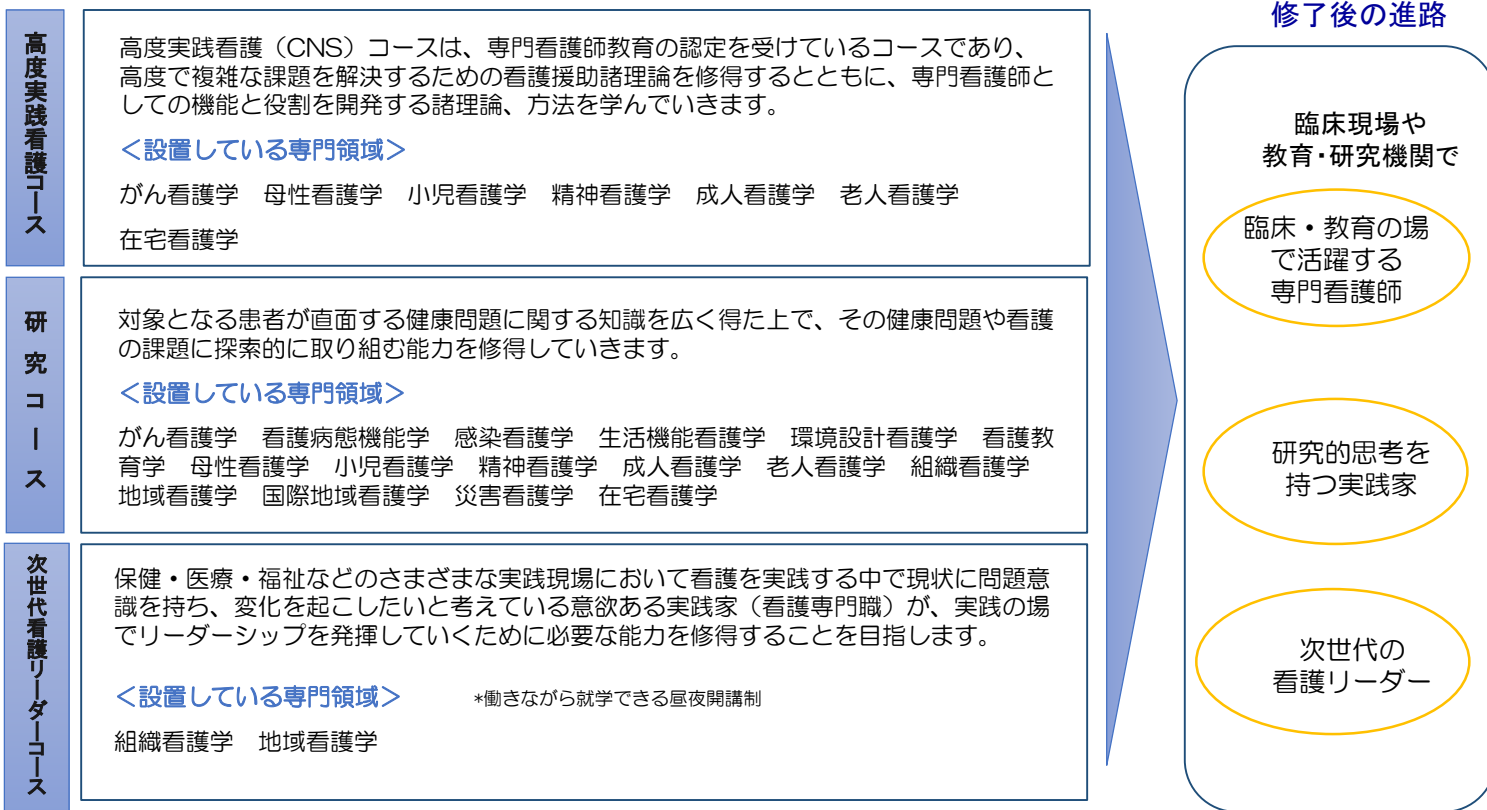 高度実践看護コース
高度実践看護（CNS）コースは、専門看護師教育の認定を受けているコースであり、
高度で複雑な課題を解決するための看護援助諸理論を修得するとともに、専門看護師と
しての機能と役割を開発する諸理論、方法を学んでいきます。
＜設置している専門領域＞
がん看護学　母性看護学　小児看護学　精神看護学　成人看護学　老人看護学
在宅看護学
研究コース
対象となる患者が直面する健康問題に関する知識を広く得た上で、その健康問題や看護
の課題に探索的に取り組む能力を修得していきます。
＜設置している専門領域＞
がん看護学　看護病態機能学　感染看護学　生活機能看護学　環境設計看護学　看護教
育学　母性看護学　小児看護学　精神看護学　成人看護学　老人看護学　組織看護学
地域看護学　国際地域看護学　災害看護学　在宅看護学
次世代看護リーダーコース
保健・医療・福祉などのさまざまな実践現場において看護を実践する中で現状に問題意
識を持ち、変化を起こしたいと考えている意欲ある実践家（看護専門職）が、実践の場
でリーダーシップを発揮していくために必要な能力を修得することを目指します。
＜設置している専門領域＞　*働きながら就学できる昼夜開講制
組織看護学　地域看護学
修了後の進路
臨床現場や
教育・研究機関で
臨床・教育の場
で活躍する
専門看護師
研究的思考を
持つ実践家
次世代の
看護リーダー